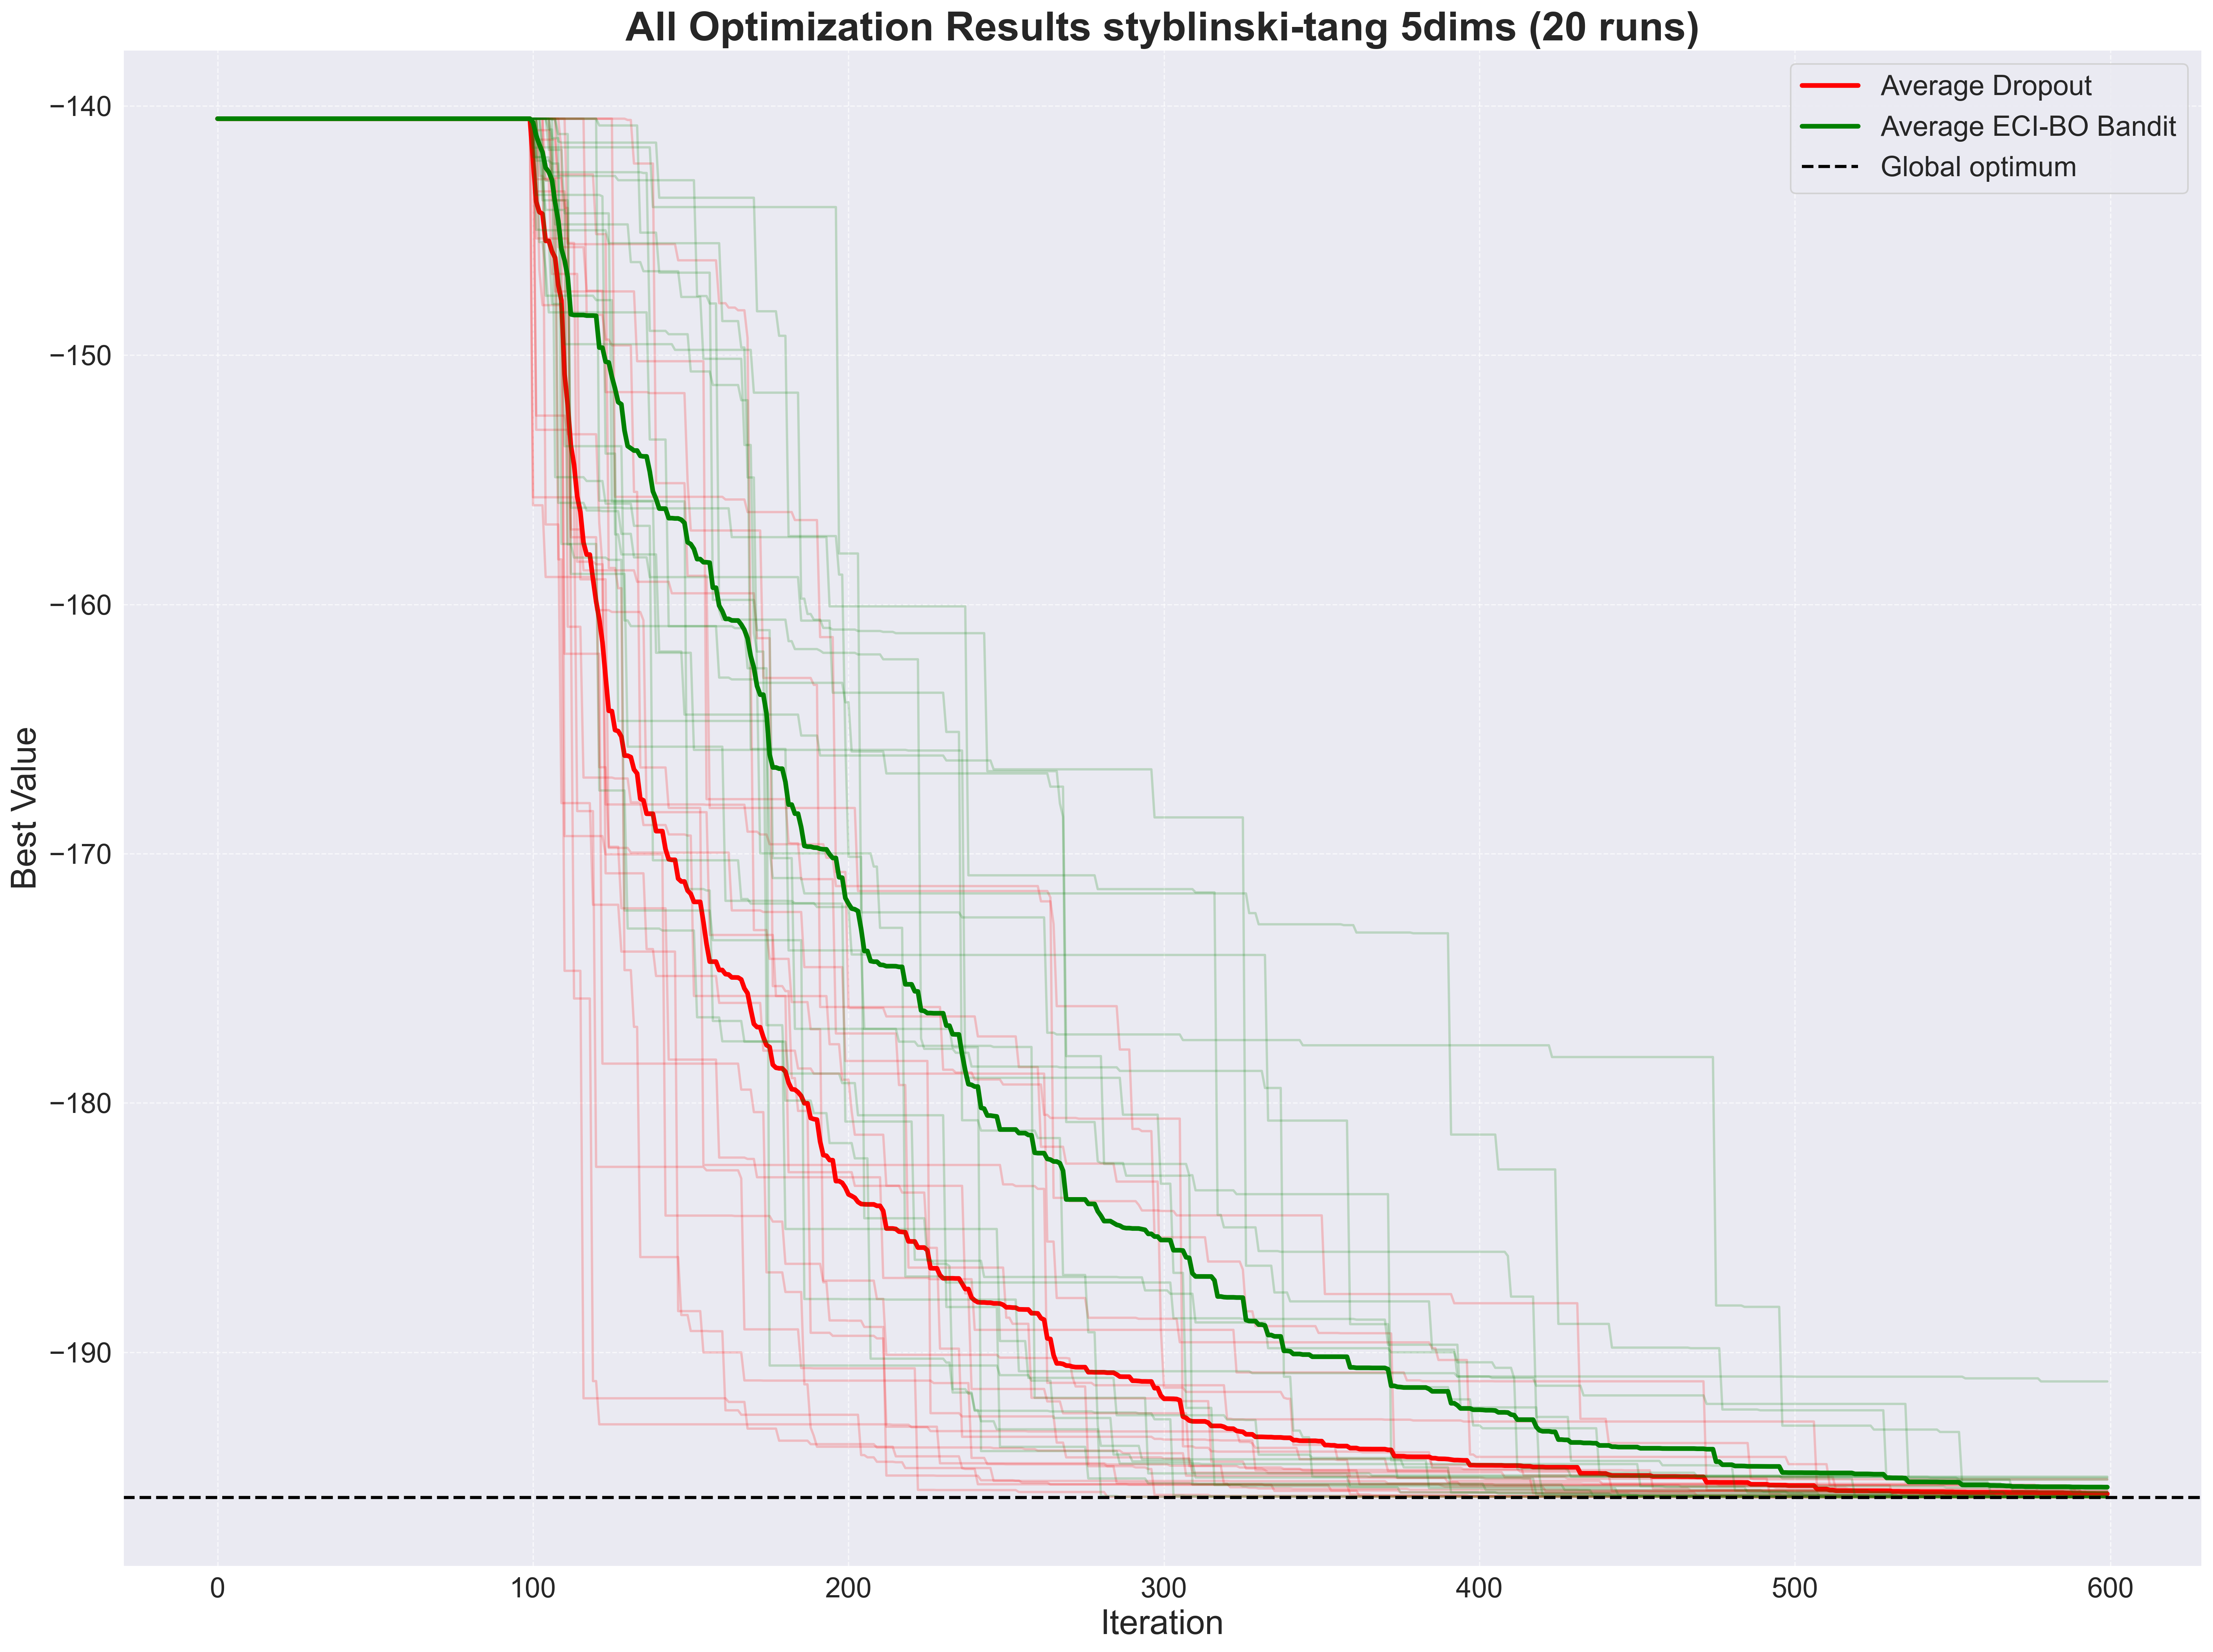 All Optimization Results styblinski-tang 5dims (20 runs)
Average Dropout
Average ECI-BO Bandit
Global optimum
Best Value
−140
−150
−160
−170
−180
−190
0 100 200 300 400 500 600
Iteration